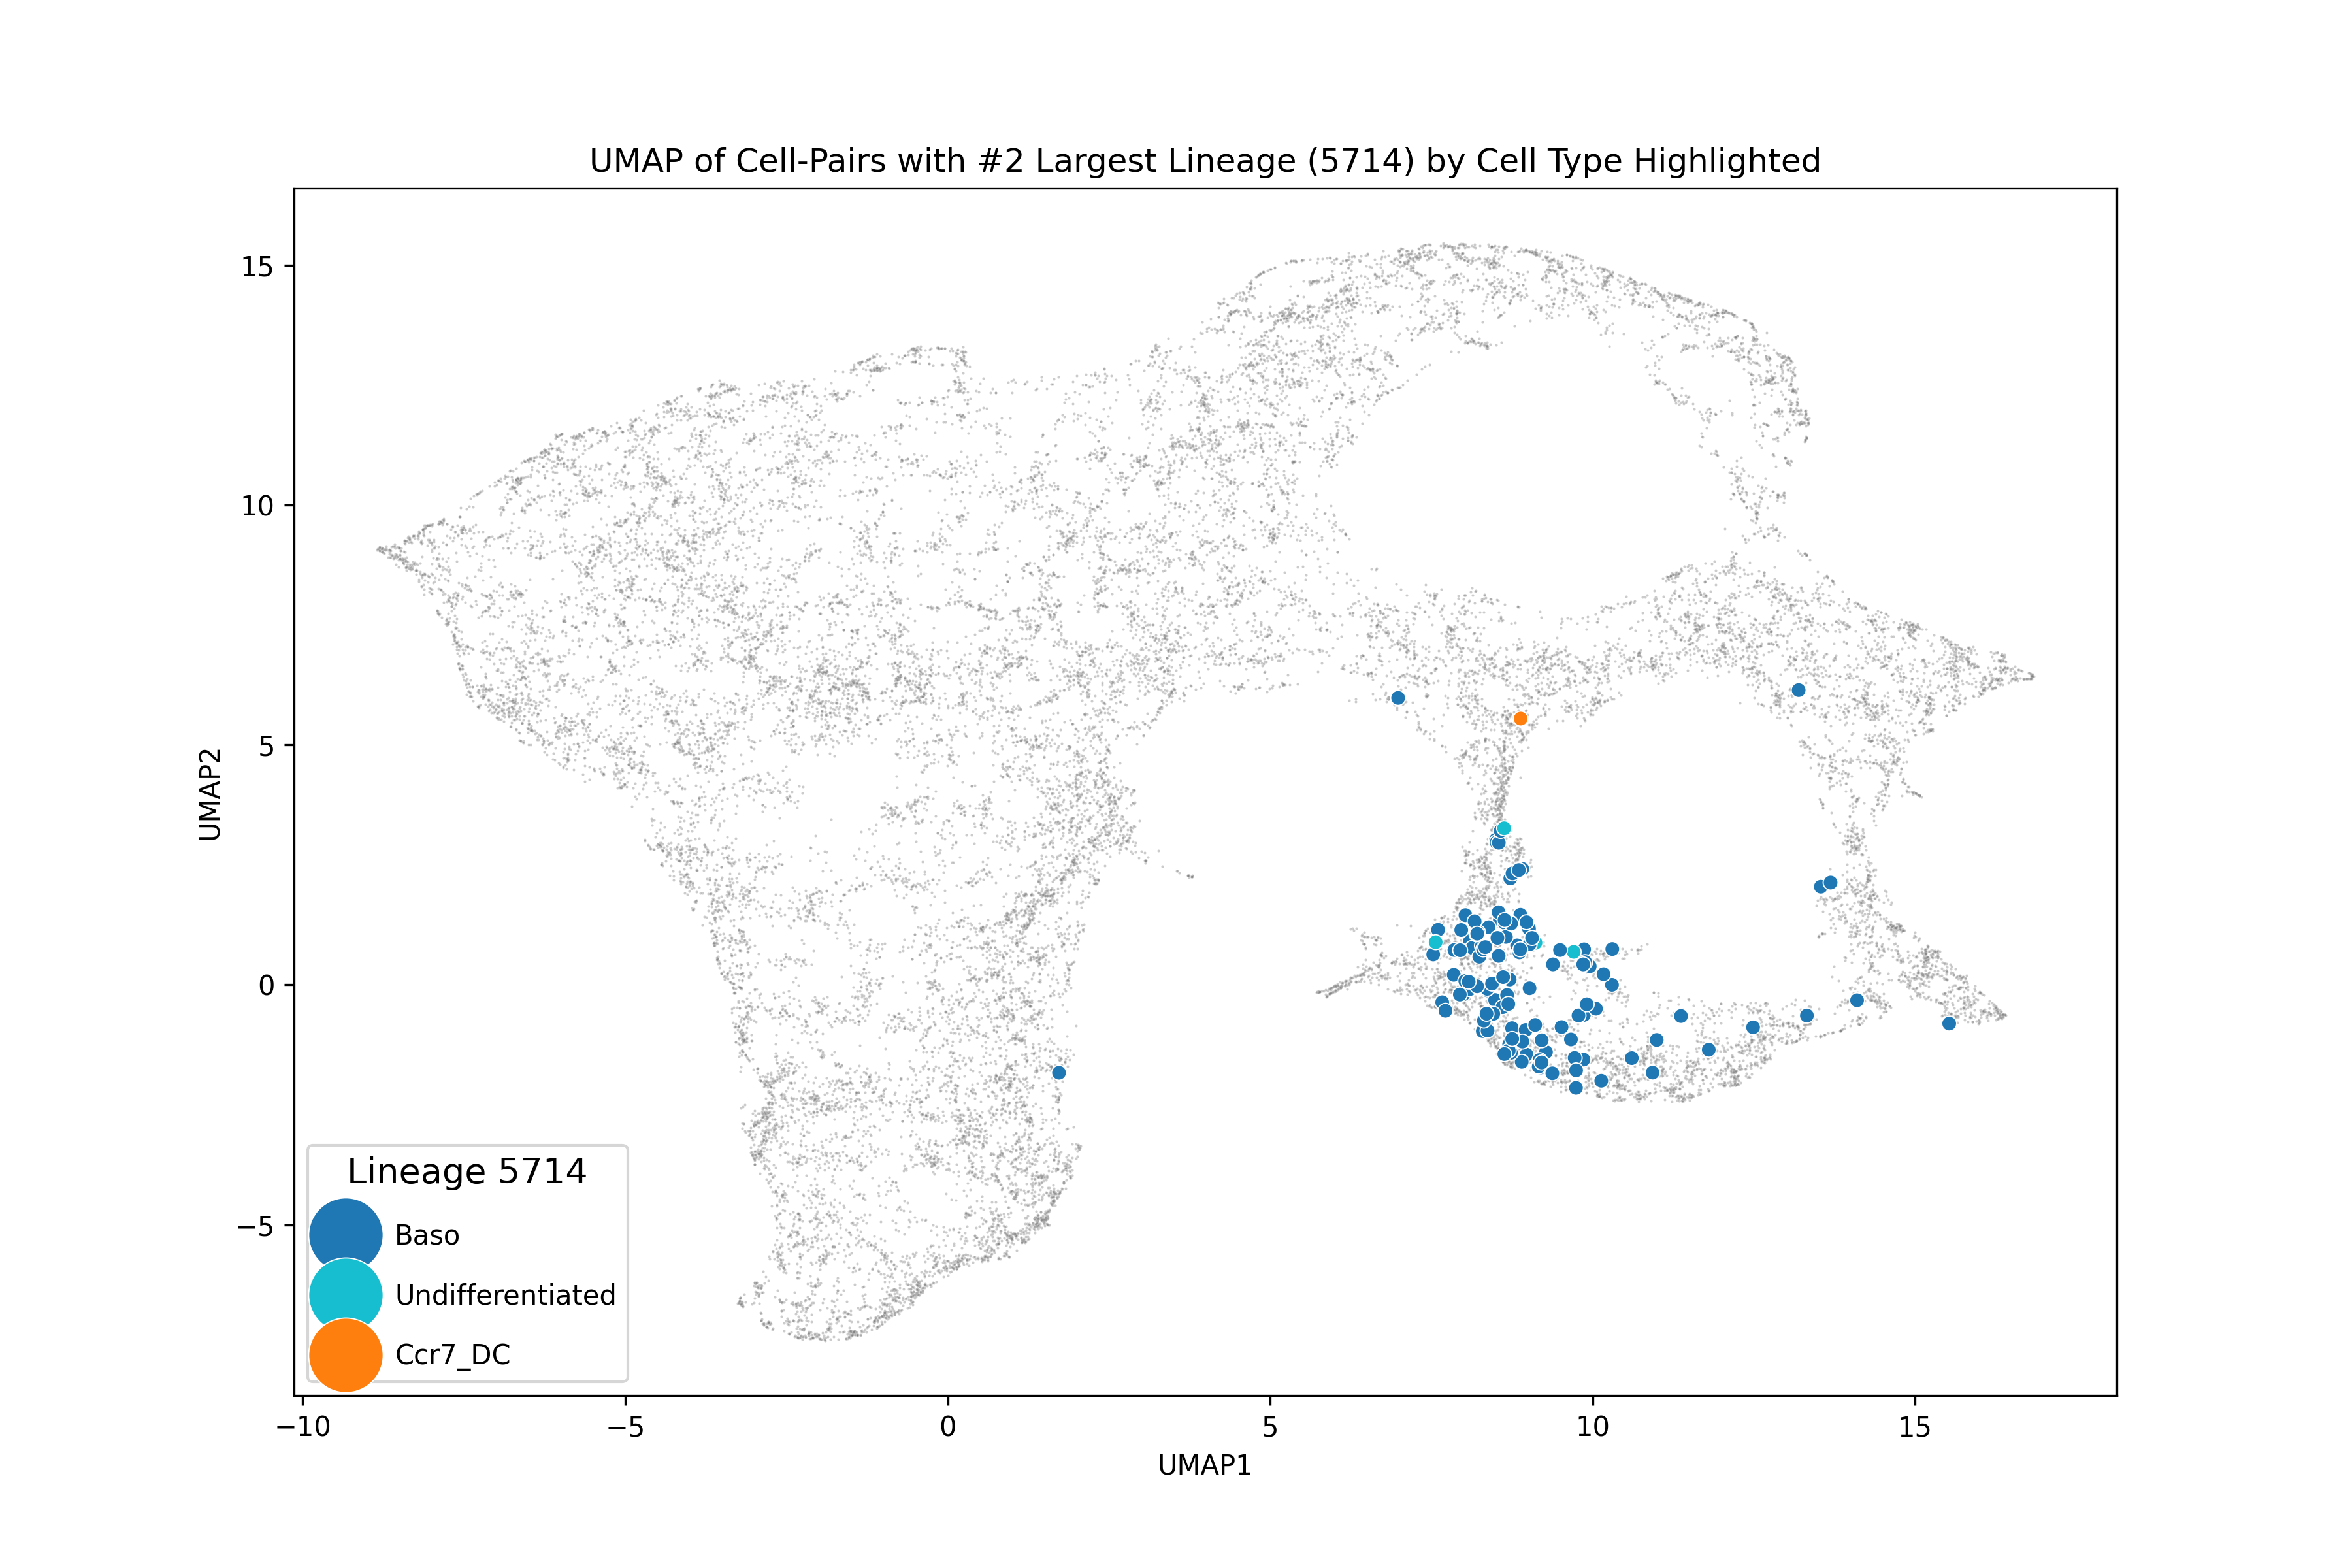 UMAP of Cell-Pairs with #2 Largest Lineage (5714) by Cell Type Highlighted
15
10
5
0
−5
UMAP2
Lineage 5714
Baso
Undifferentiated
Ccr7_DC
−10
−5
0
5
10
15
UMAP1